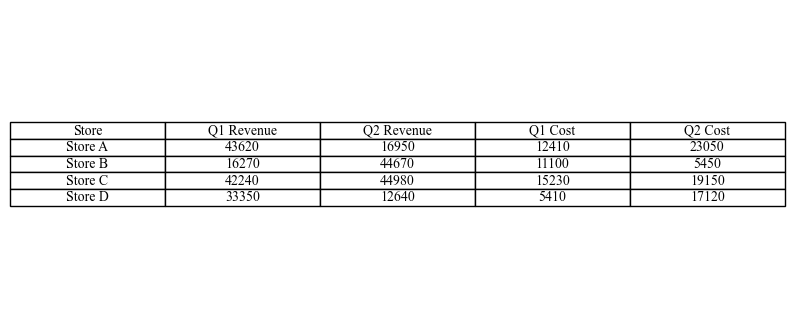 Store Q1 Revenue Q2 Revenue Q1 Cost Q2 Cost
Store A 43620 16950 12410 23050
Store B 16270 44670 11100 5450
Store C 42240 44980 15230 19150
Store D 33350 12640 5410 17120